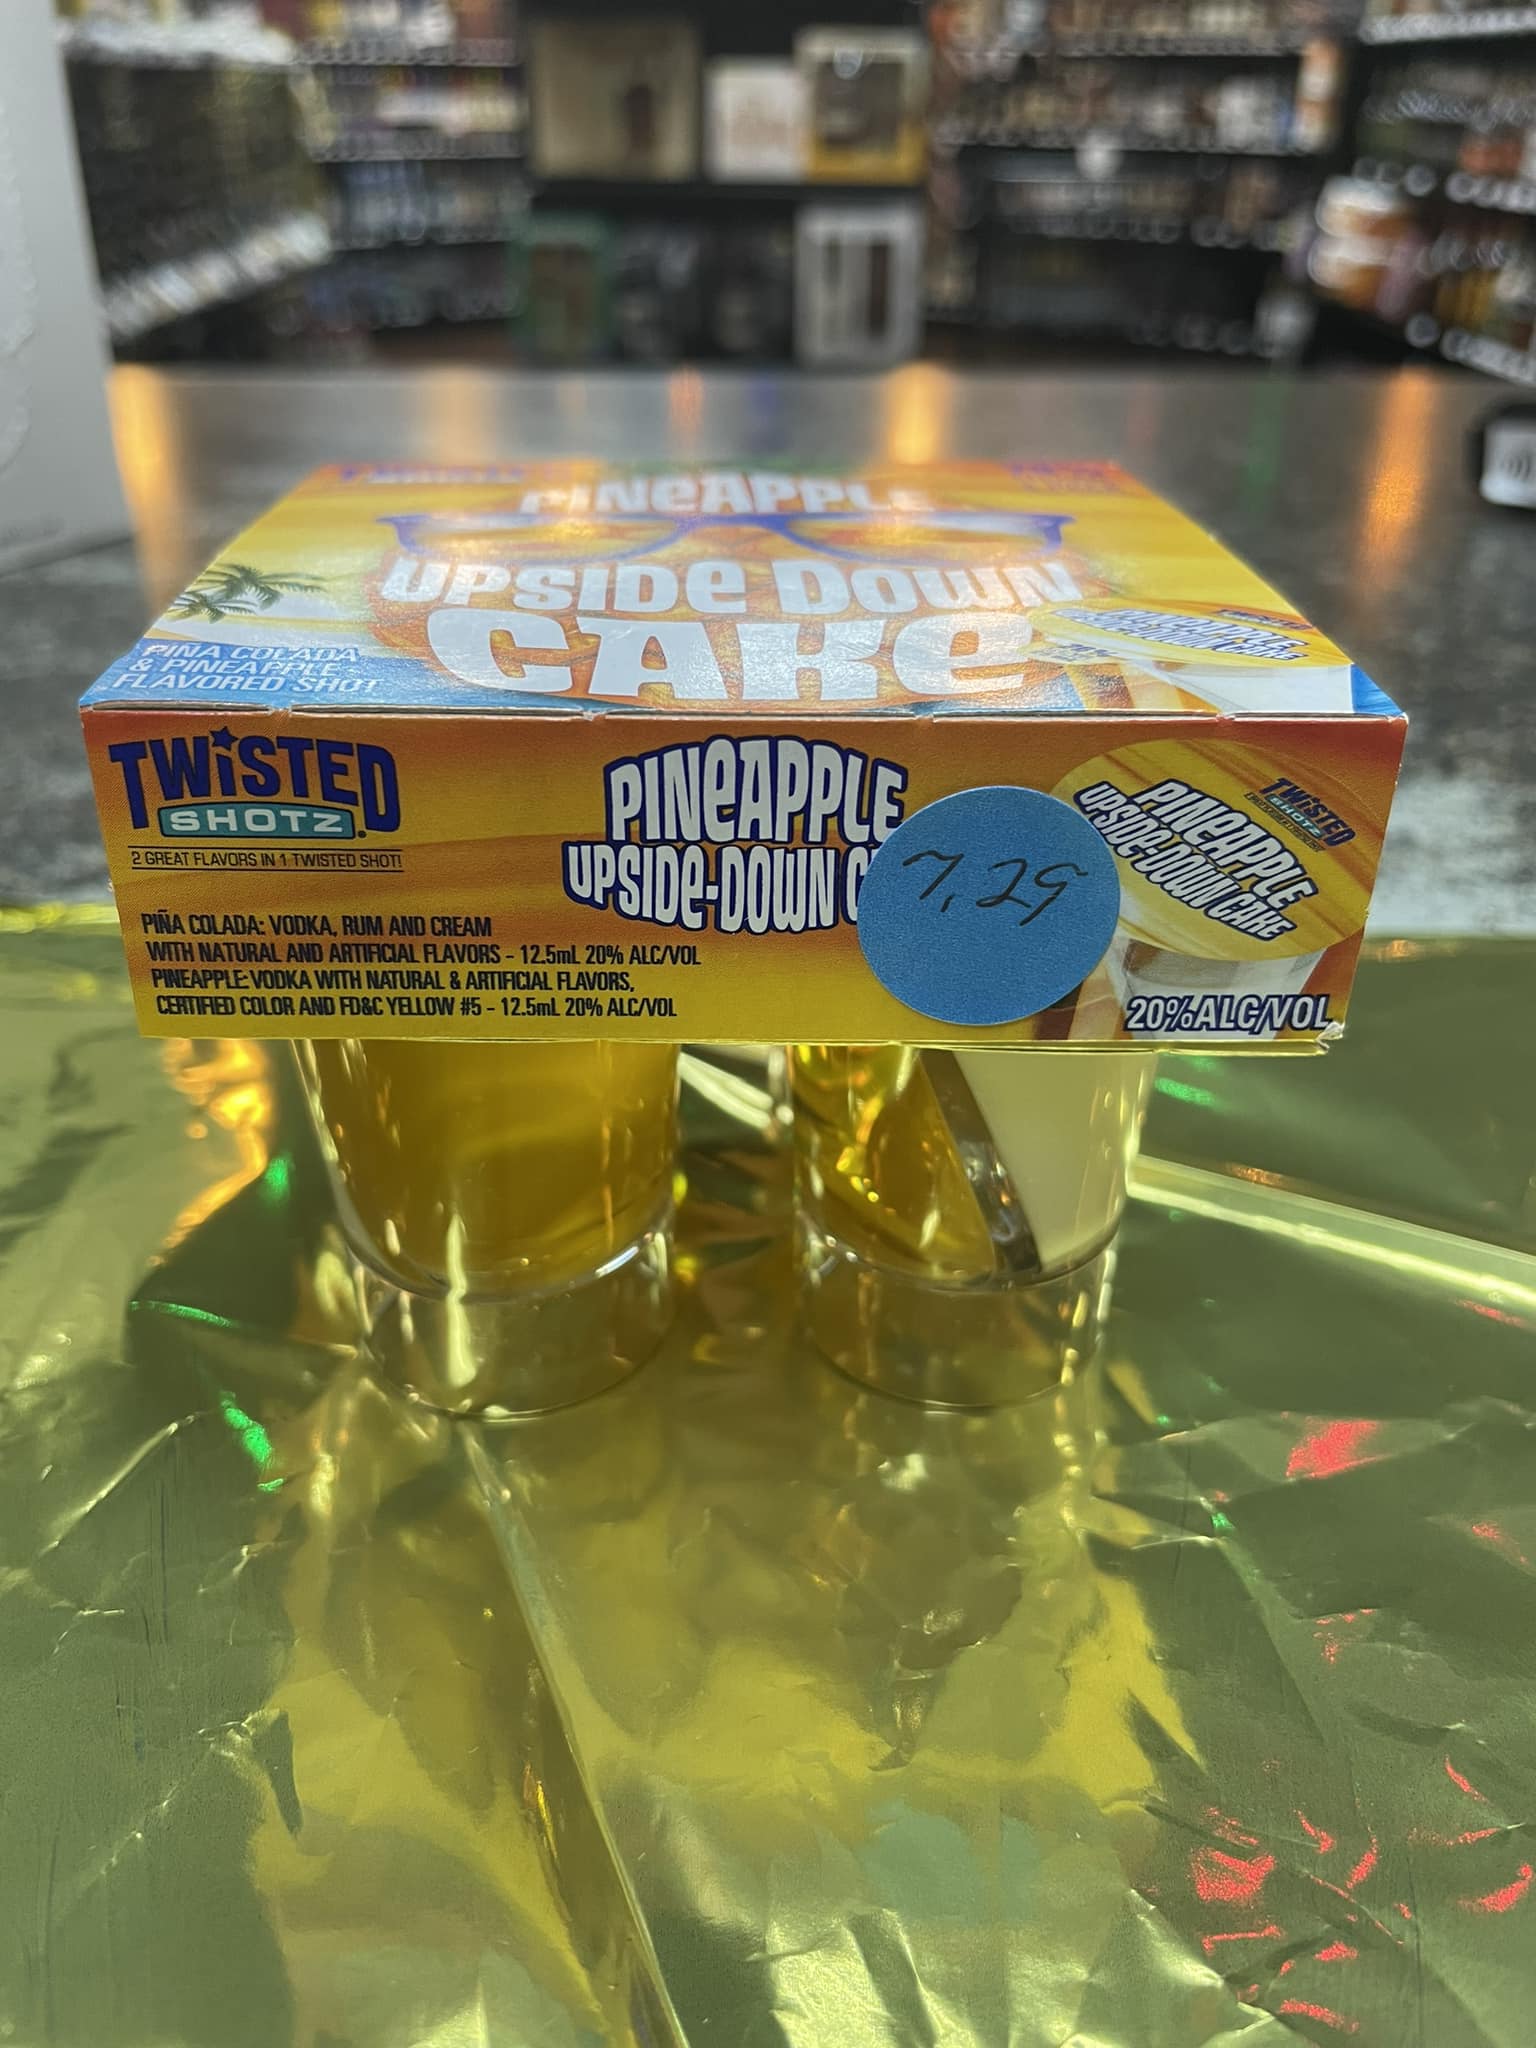 PINEAPPLE
UPSIDE DOWN
CAKE
PIÑA COLADA
& PINEAPPLE
FLAVORED SHOT
TWISTED
SHOTZ
2 GREAT FLAVORS IN 1 TWISTED SHOT!
PIÑA COLADA: VODKA, RUM AND CREAM
WITH NATURAL AND ARTIFICIAL FLAVORS - 12.5mL 20% ALC/VOL
PINEAPPLE: VODKA WITH NATURAL & ARTIFICIAL FLAVORS,
CERTIFIED COLOR AND FD&C YELLOW #5 - 12.5mL 20% ALC/VOL
PINEAPPLE
UPSIDE-DOWN C
7.29
TWISTED
SHOTZ
PINEAPPLE
UPSIDE-DOWN CAKE
20% ALC/VOL